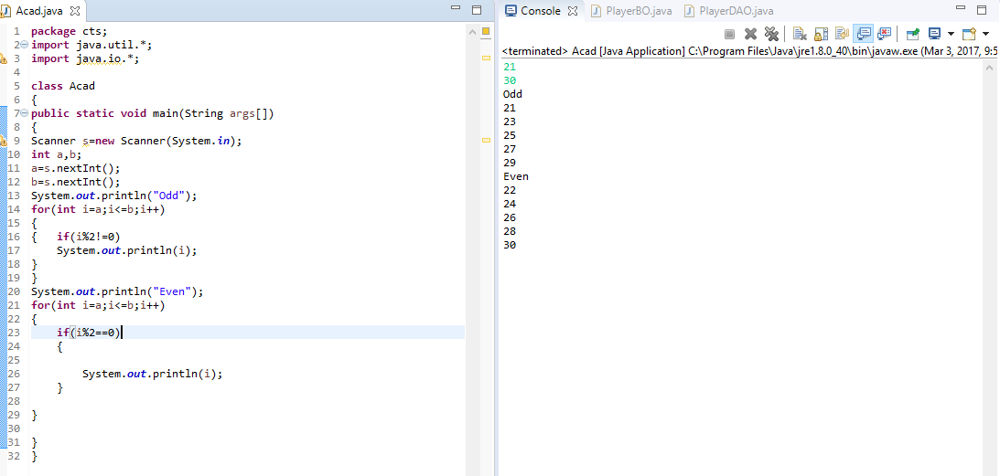 Acad.java
1 package cts;
2 import java.util.*;
3 import java.io.*;
4
5 class Acad
6 {
7 public static void main(String args[])
8 {
9 Scanner s=new Scanner(System.in);
10 int a,b;
11 a=s.nextInt();
12 b=s.nextInt();
13 System.out.println("Odd");
14 for(int i=a;i<=b;i++)
15 {
16 {   if(i%2!=0)
17     System.out.println(i);
18 }
19 }
20 System.out.println("Even");
21 for(int i=a;i<=b;i++)
22 {
23     if(i%2==0)
24     {
25
26         System.out.println(i);
27     }
28
29 }
30
31 }
32 }
Console PlayerBO.java PlayerDAO.java
<terminated> Acad [Java Application] C:\Program Files\Java\jre1.8.0_40\bin\javaw.exe (Mar 3, 2017, 9:5
21
30
Odd
21
23
25
27
29
Even
22
24
26
28
30